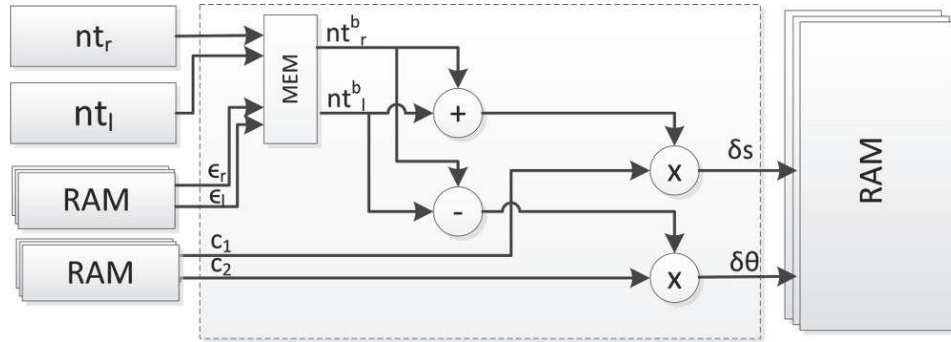 nt_r
nt_l
RAM
RAM
ϵ_r
ϵ_l
c_1
c_2
MEM
nt^b_r
nt^b_l
+
-
x
x
δs
δθ
RAM